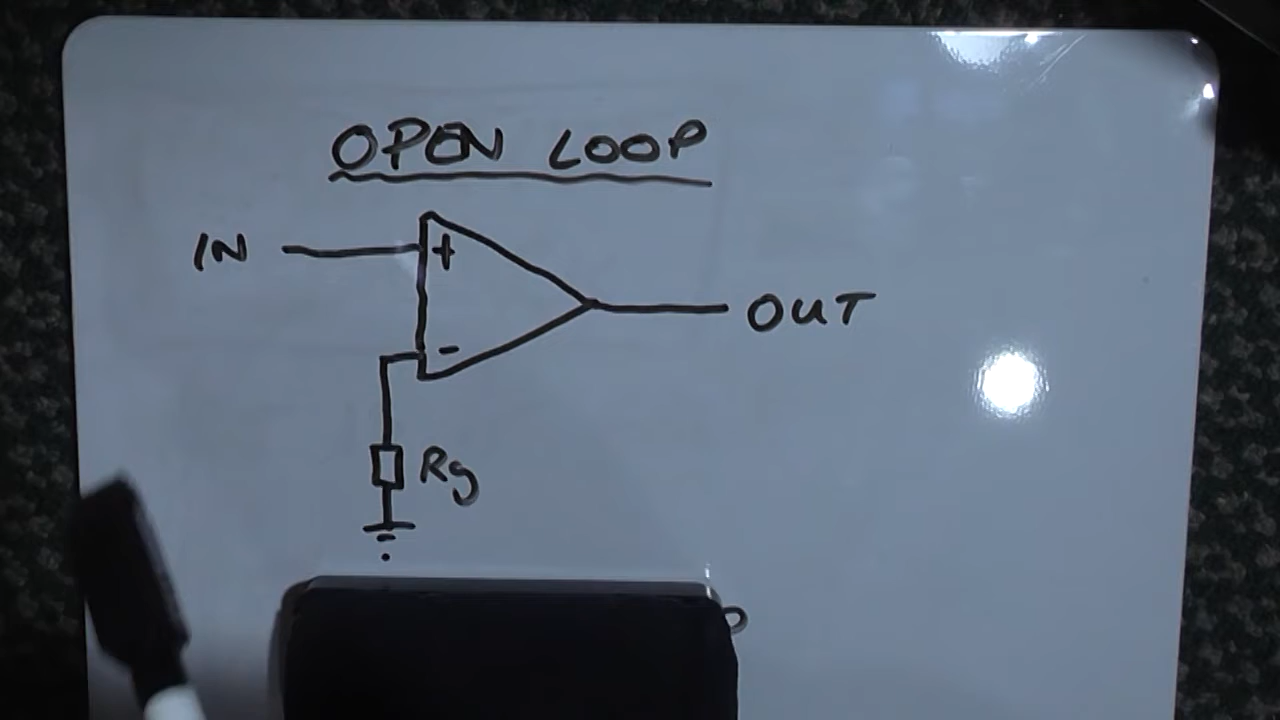 OPEN LOOP
IN
+
OUT
-
Rg